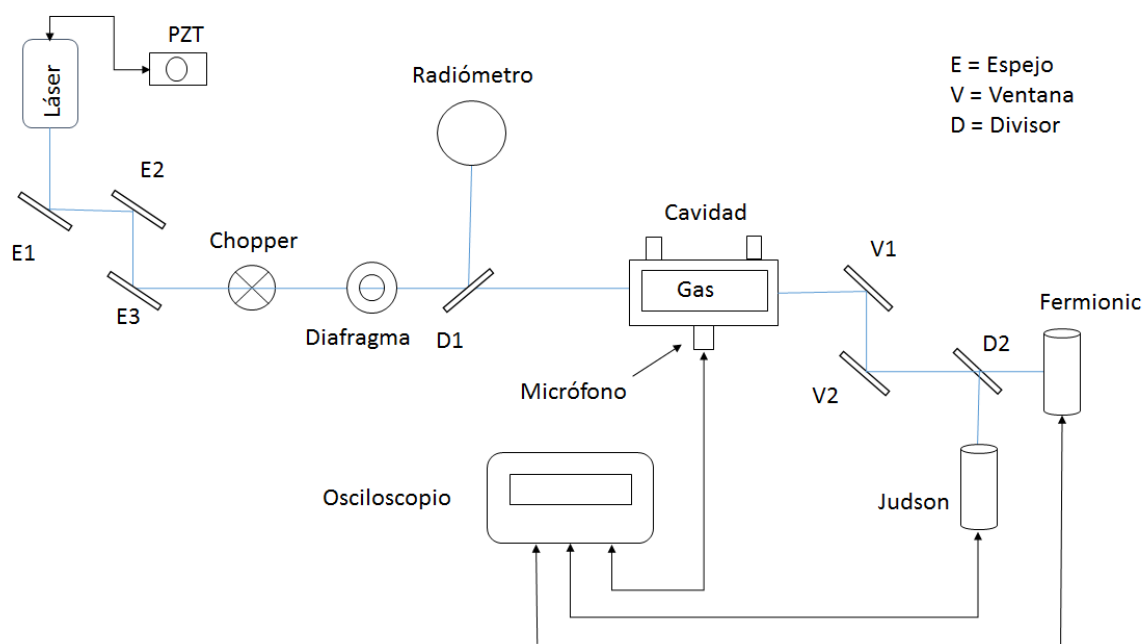 PZT
Láser
Radiómetro
E = Espejo
V = Ventana
D = Divisor
E2
E1
Chopper
Cavidad
V1
E3
Gas
Fermionic
Diafragma
D1
D2
Micrófono
V2
Osciloscopio
Judson